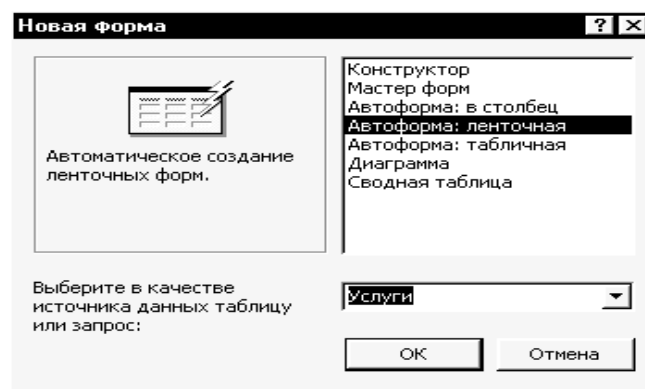 Новая форма
Автоматическое создание
ленточных форм.
Конструктор
Мастер форм
Автоформа: в столбец
Автоформа: ленточная
Автоформа: табличная
Диаграмма
Сводная таблица
Выберите в качестве
источника данных таблицу
или запрос:
Услуги
ОК
Отмена